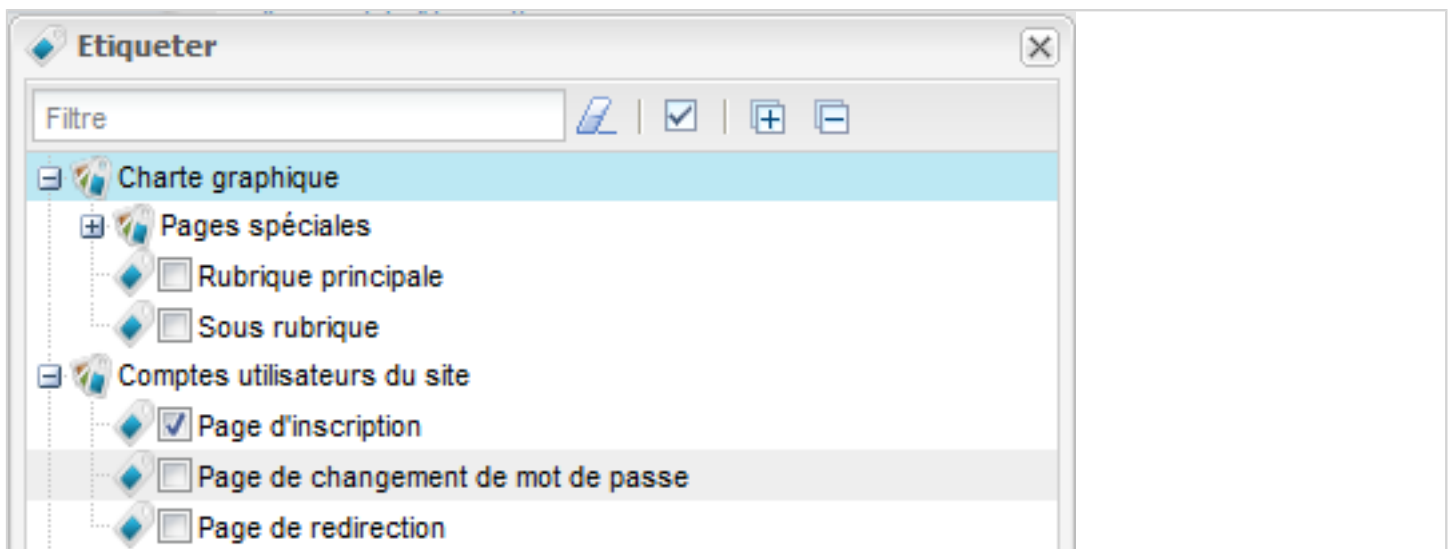 Etiqueter
Filtre
Charte graphique
Pages spéciales
Rubrique principale
Sous rubrique
Comptes utilisateurs du site
Page d'inscription
Page de changement de mot de passe
Page de redirection